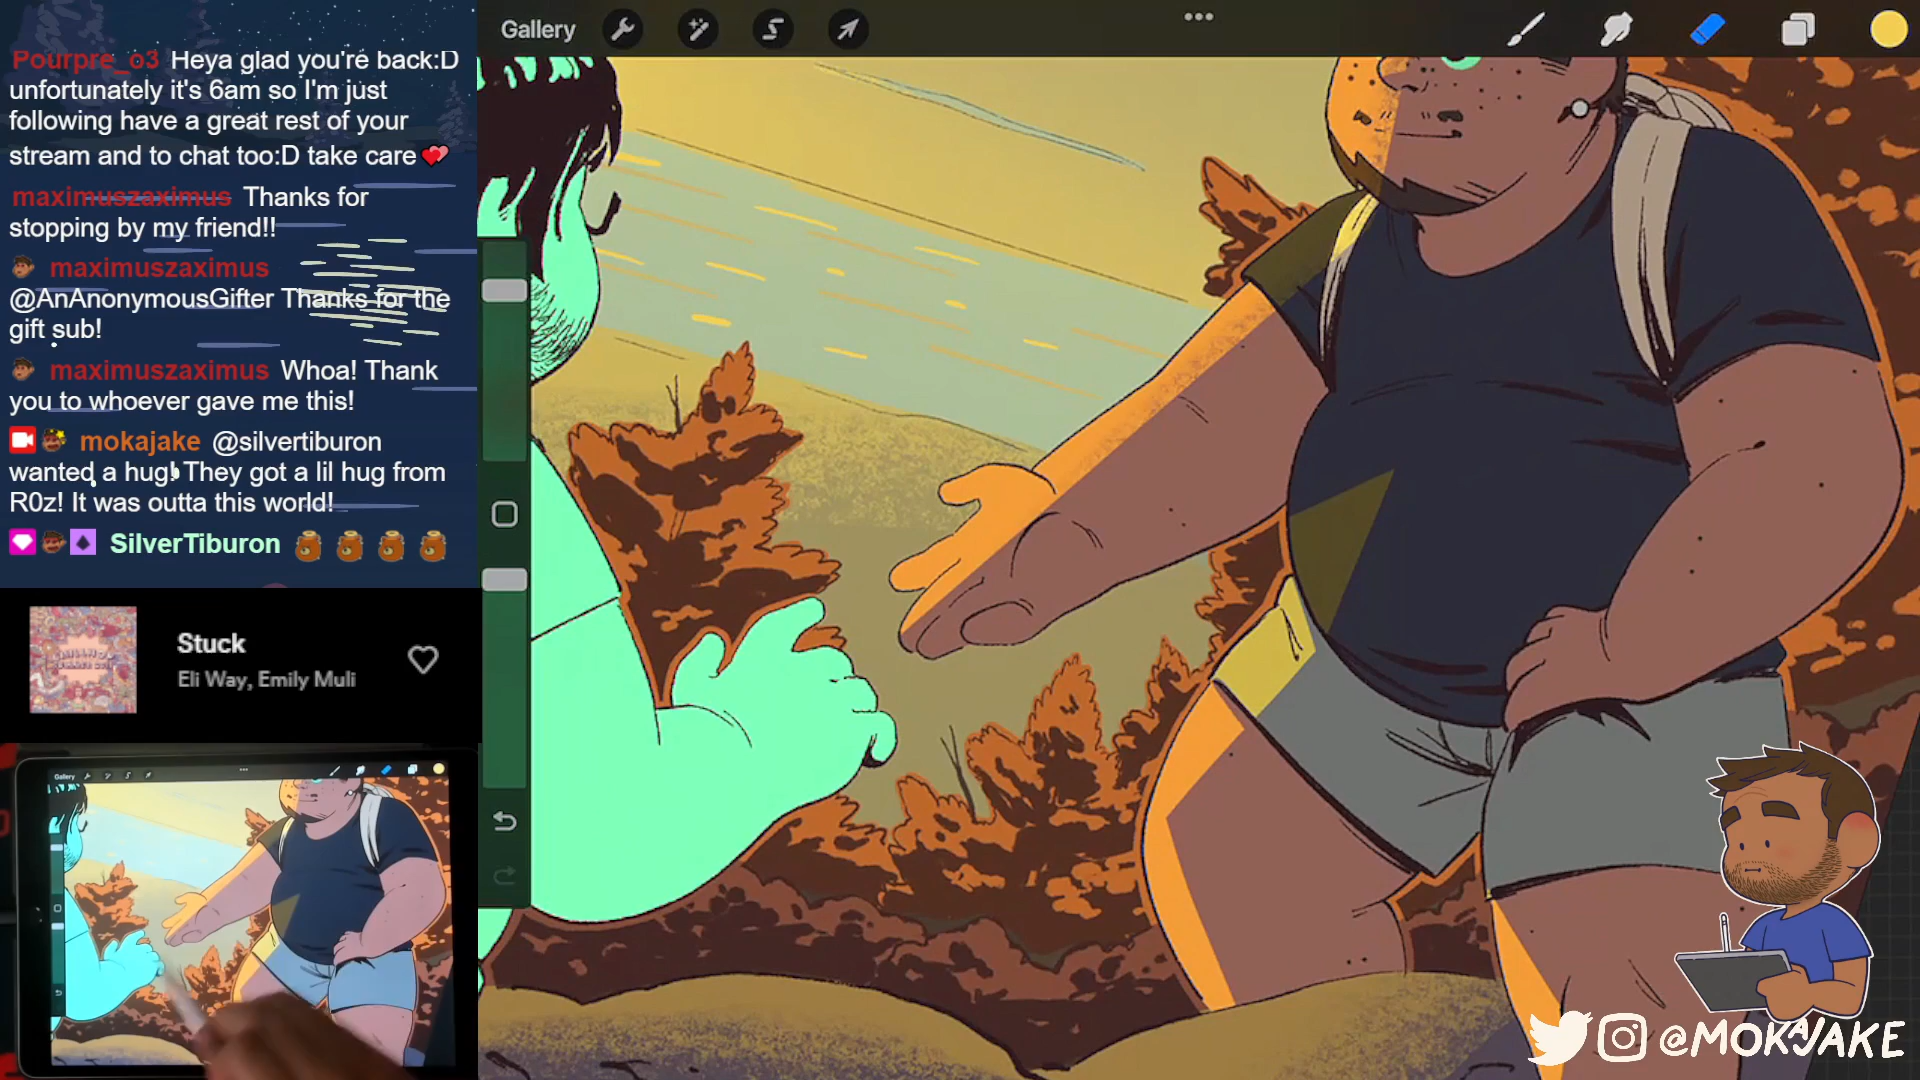 Pourpre_o3 Heya glad you're back:D
unfortunately it's 6am so I'm just
following have a great rest of your
stream and to chat too:D take care
maximuszaximus Thanks for
stopping by my friend!!
maximuszaximus
@AnAnonymousGifter Thanks for the
gift sub!
maximuszaximus Whoa! Thank
you to whoever gave me this!
mokajake @silvertiburon
wanted a hug! They got a lil hug from
R0z! It was outta this world!
SilverTiburon
Stuck
Eli Way, Emily Muli
Gallery
Gallery
@MOKAJAKE